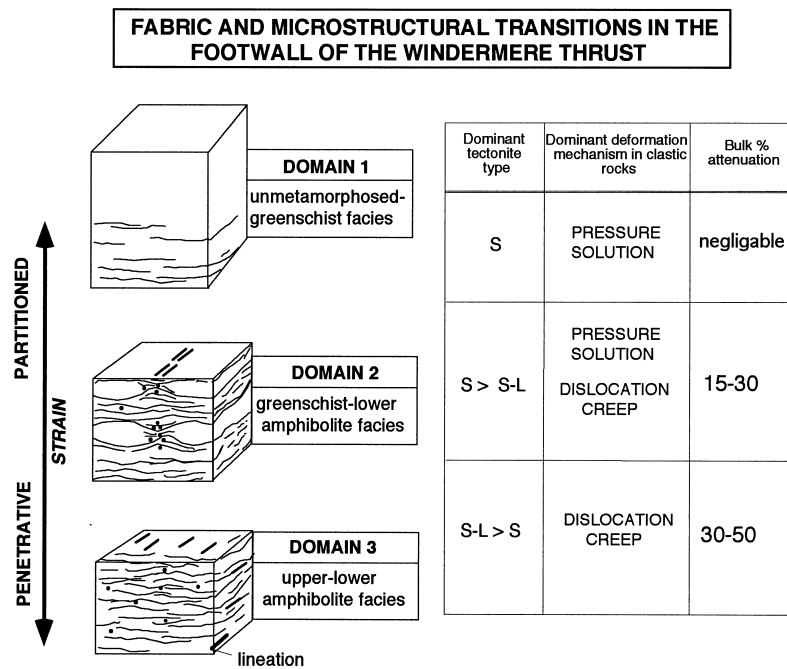 FABRIC AND MICROSTRUCTURAL TRANSITIONS IN THE
FOOTWALL OF THE WINDERMERE THRUST
DOMAIN 1
unmetamorphosed-
greenschist facies
PARTITIONED
STRAIN
PENETRATIVE
DOMAIN 2
greenschist-lower
amphibolite facies
DOMAIN 3
upper-lower
amphibolite facies
lineation
Dominant
tectonite
type
Dominant deformation
mechanism in clastic
rocks
Bulk %
attenuation
S
PRESSURE
SOLUTION
negligable
S > S-L
PRESSURE
SOLUTION
DISLOCATION
CREEP
15-30
S-L > S
DISLOCATION
CREEP
30-50